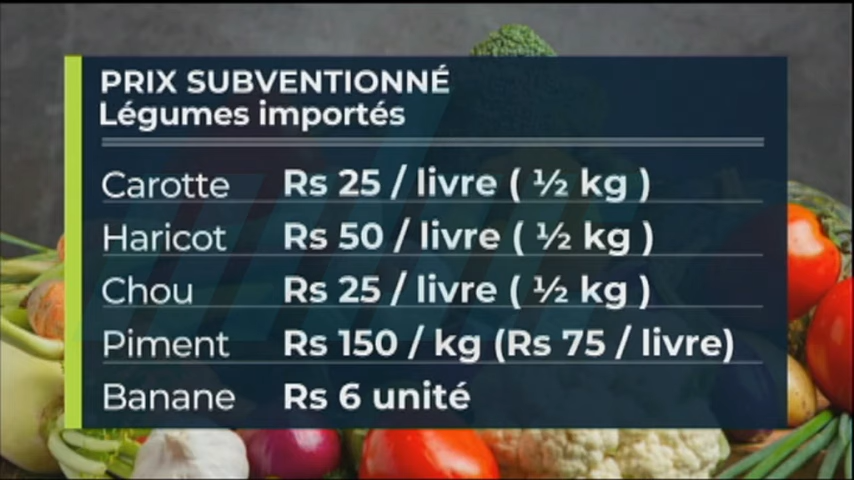 PRIX SUBVENTIONNÉ
Légumes importés
Carotte Rs 25 / livre ( ½ kg )
Haricot Rs 50 / livre ( ½ kg )
Chou Rs 25 / livre ( ½ kg )
Piment Rs 150 / kg (Rs 75 / livre)
Banane Rs 6 unité